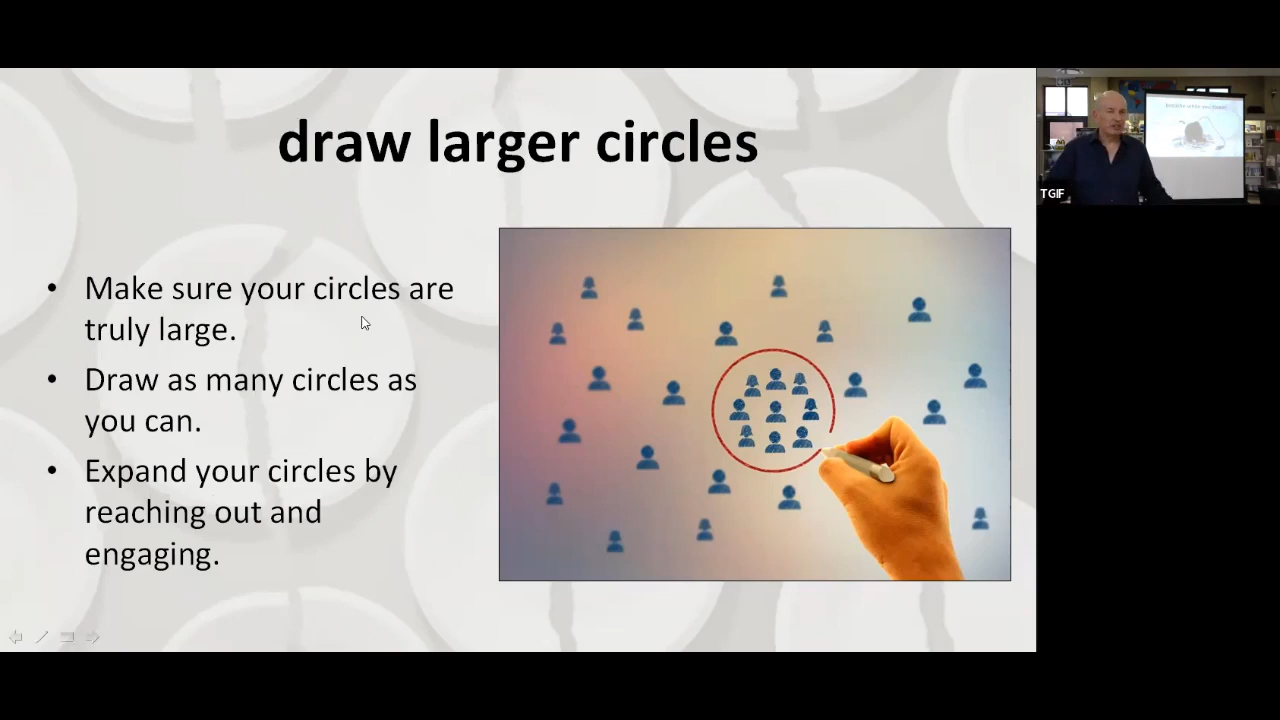 draw larger circles
• Make sure your circles are
truly large.
• Draw as many circles as
you can.
• Expand your circles by
reaching out and
engaging.
TGIF